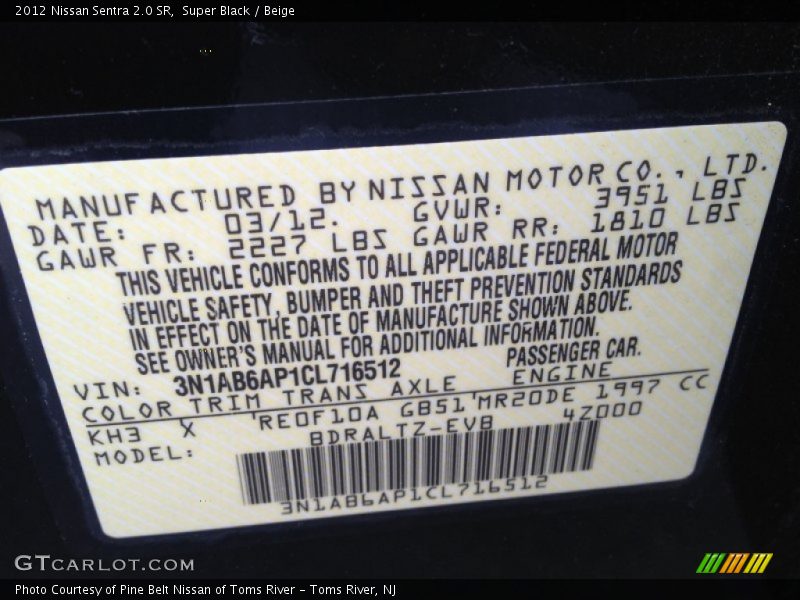 2012 Nissan Sentra 2.0 SR,  Super Black / Beige
MANUFACTURED BY NISSAN MOTOR CO., LTD.
DATE: 03/12. GVWR: 3951 LBS
GAWR FR: 2227 LBS GAWR RR: 1810 LBS
THIS VEHICLE CONFORMS TO ALL APPLICABLE FEDERAL MOTOR
VEHICLE SAFETY, BUMPER AND THEFT PREVENTION STANDARDS
IN EFFECT ON THE DATE OF MANUFACTURE SHOWN ABOVE.
SEE OWNER'S MANUAL FOR ADDITIONAL INFORMATION.
VIN: 3N1AB6AP1CL716512 PASSENGER CAR.
COLOR TRIM TRANS AXLE ENGINE
KH3 X RE0F10A GB51 MR20DE 1997 CC
MODEL: BDRALTZ-EVB 4Z000
3N1AB6AP1CL716512
GTCARLOT.COM
Photo Courtesy of Pine Belt Nissan of Toms River – Toms River, NJ